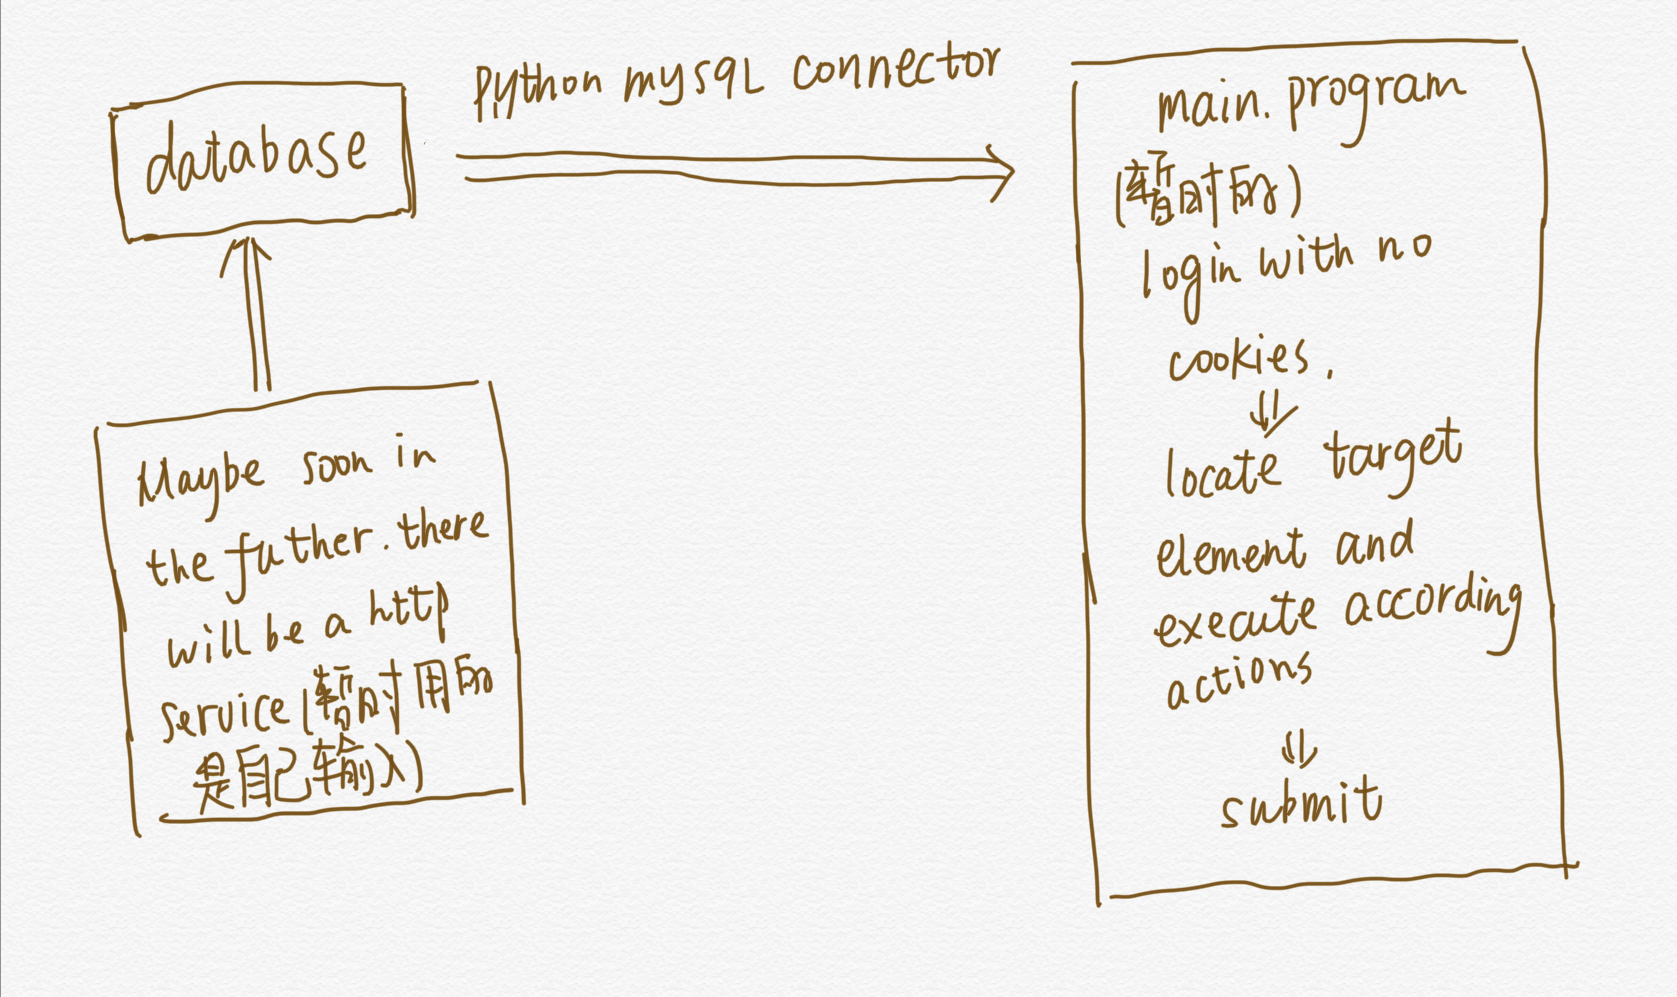 database
Python mysqL connector
Maybe soon in
the futher. there
will be a http
service (暂时用的
是自己输入)
main. program
(暂时的)
login with no
cookies.
locate target
element and
execute according
actions
submit